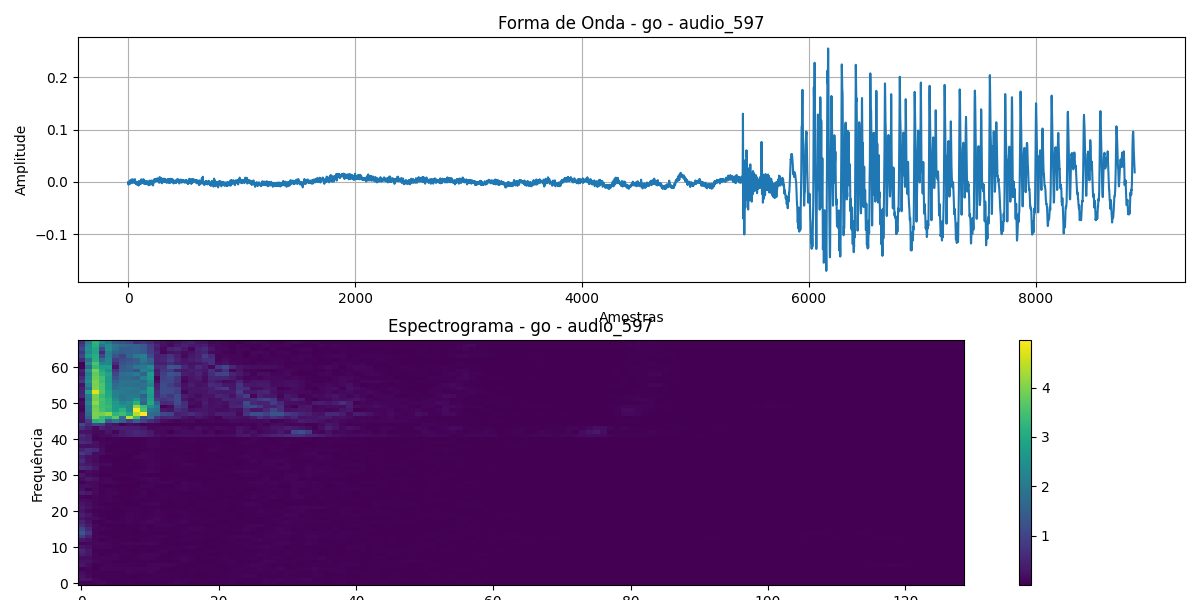 Forma de Onda - go - audio_597
Amplitude
0.2
0.1
0.0
−0.1
0 2000 4000 6000 8000
Amostras
Espectrograma - go - audio_597
Frequência
60
50
40
30
20
10
0
4
3
2
1
0 20 40 60 80 100 120